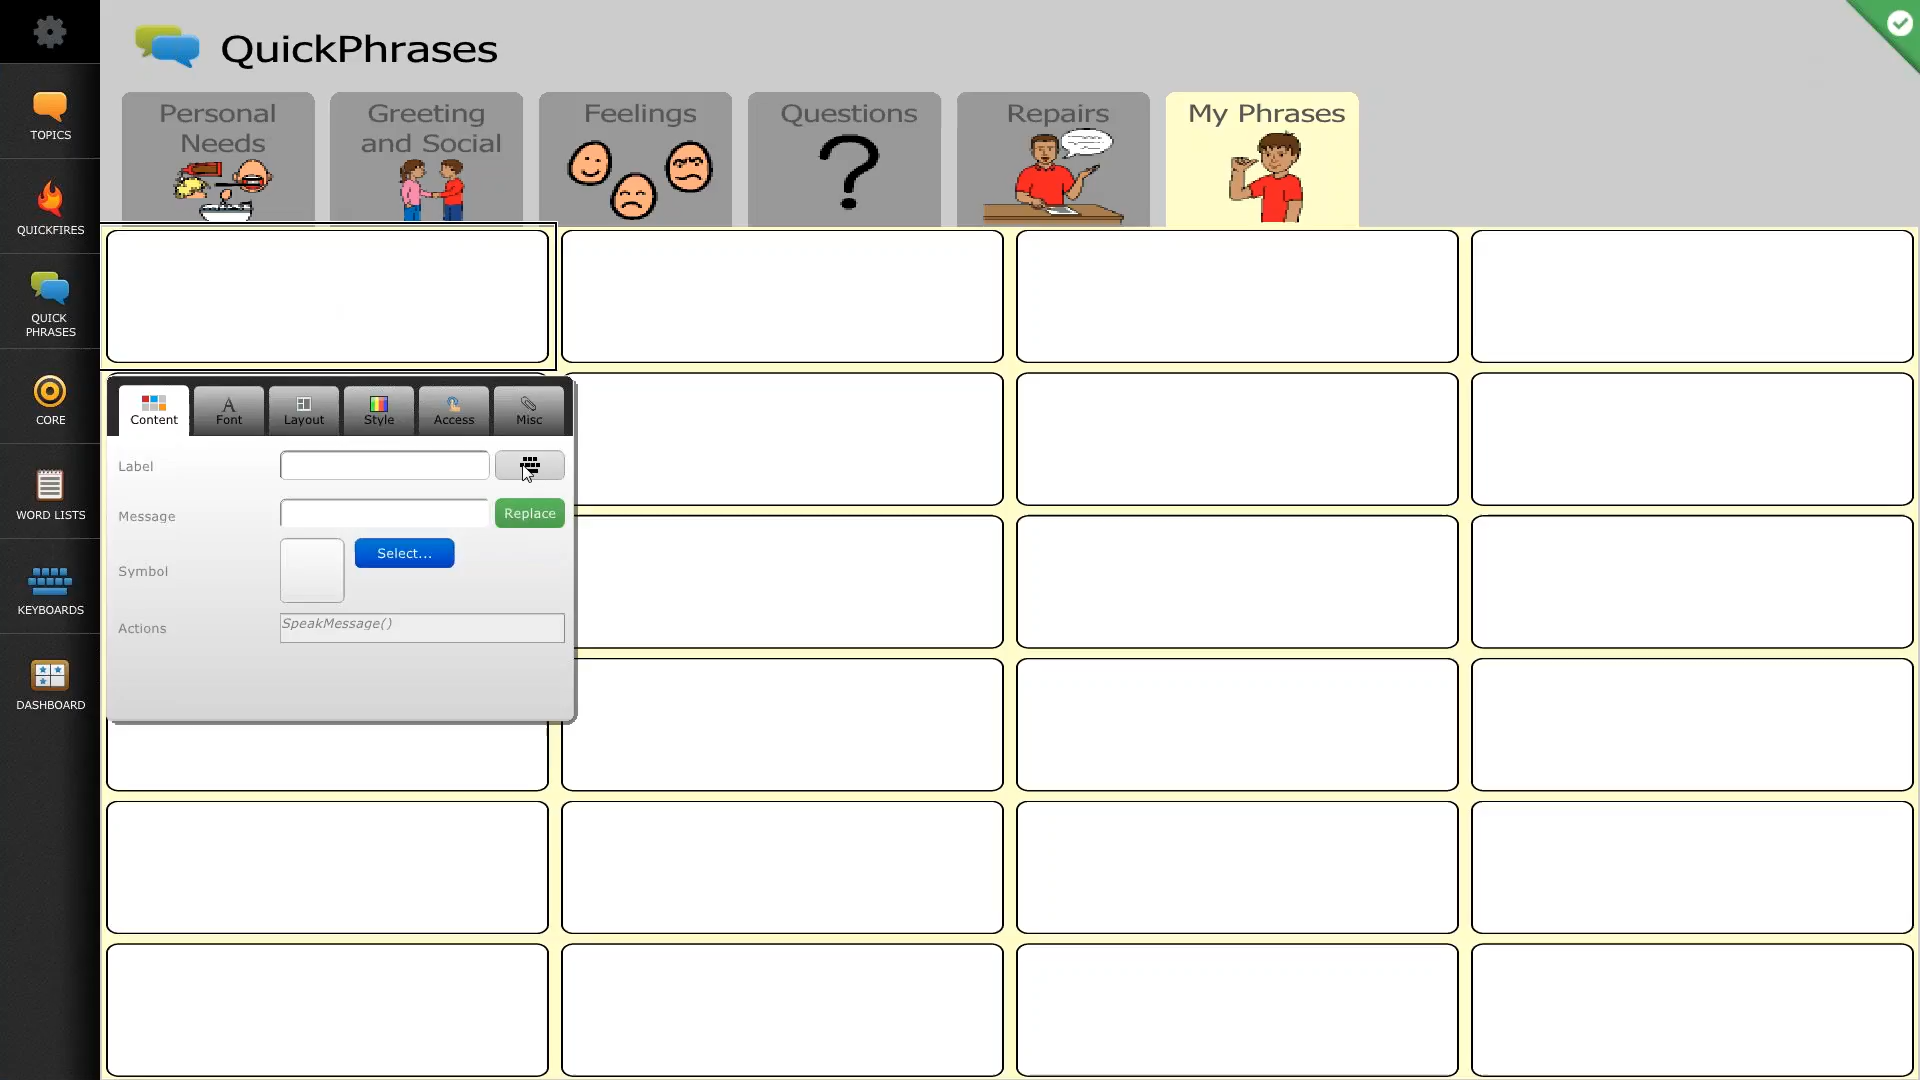 QuickPhrases
Personal
Needs
Greeting
and Social
Feelings
Questions
?
Repairs
My Phrases
TOPICS
QUICKFIRES
QUICK
PHRASES
CORE
WORD LISTS
KEYBOARDS
DASHBOARD
Content
Font
Layout
Style
Access
Misc
Label
Message
Replace
Symbol
Select...
Actions
SpeakMessage()